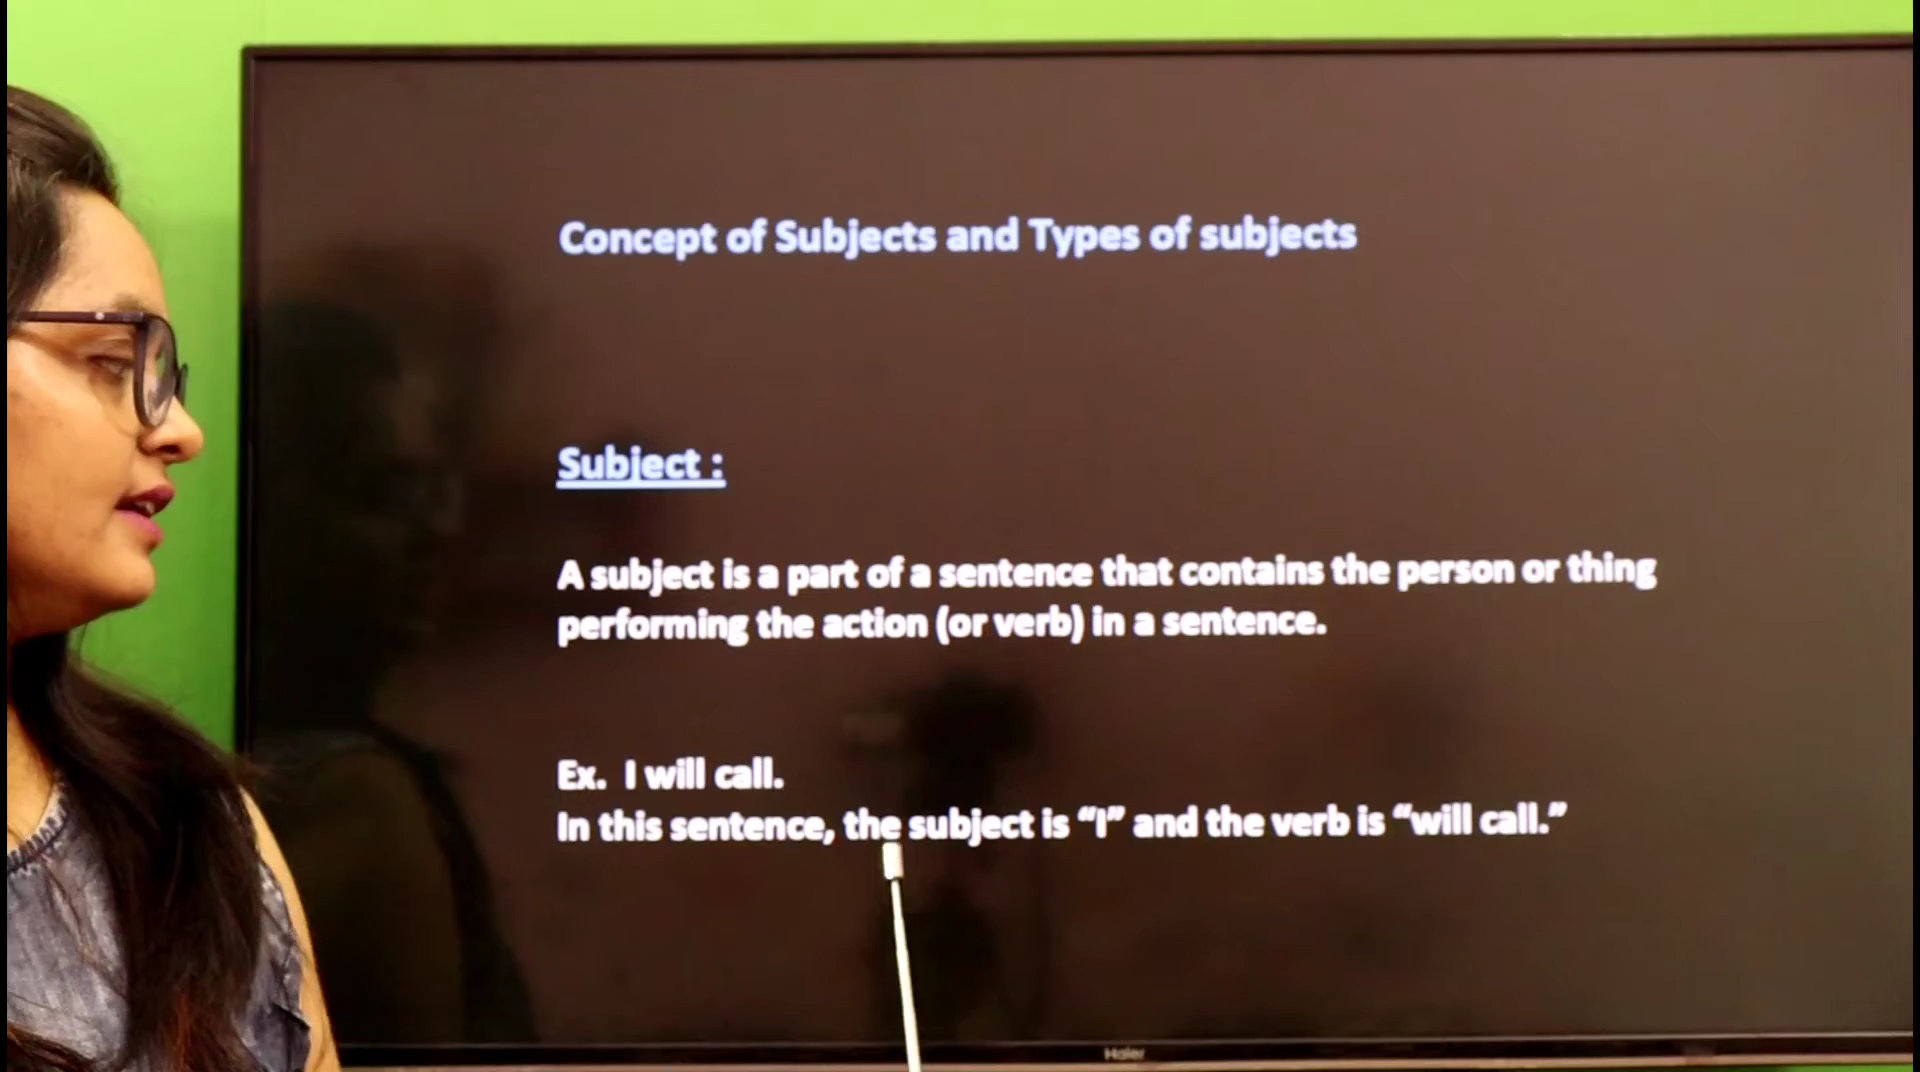 Concept of Subjects and Types of subjects
Subject :
A subject is a part of a sentence that contains the person or thing
performing the action (or verb) in a sentence.
Ex. I will call.
In this sentence, the subject is “I” and the verb is “will call.”
Haier